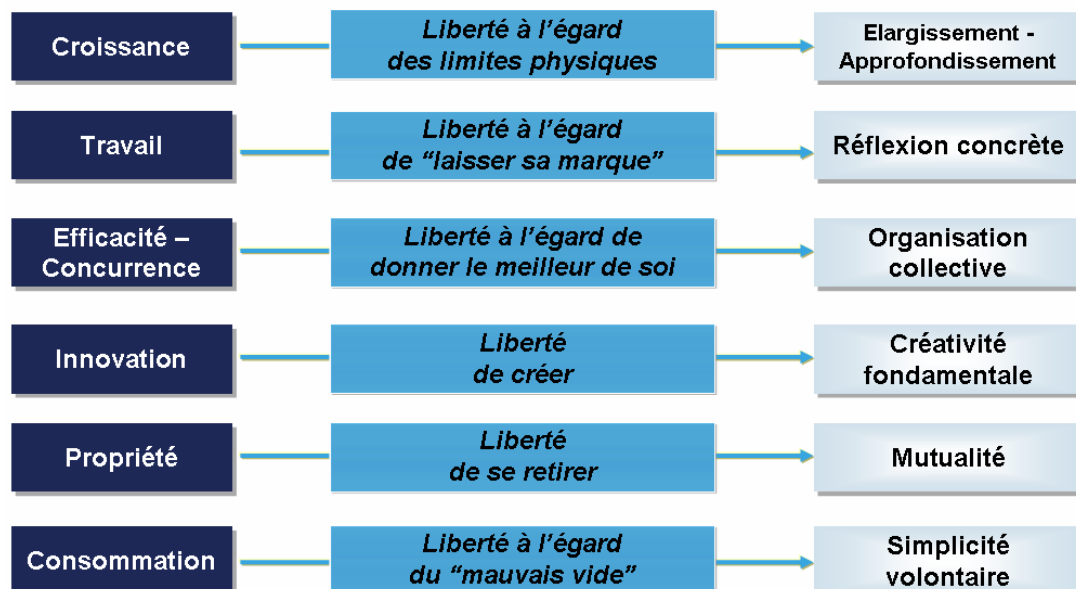 Croissance
Liberté à l’égard
des limites physiques
Elargissement -
Approfondissement
Travail
Liberté à l’égard
de “laisser sa marque”
Réflexion concrète
Efficacité –
Concurrence
Liberté à l’égard de
donner le meilleur de soi
Organisation
collective
Innovation
Liberté
de créer
Créativité
fondamentale
Propriété
Liberté
de se retirer
Mutualité
Consommation
Liberté à l’égard
du “mauvais vide”
Simplicité
volontaire